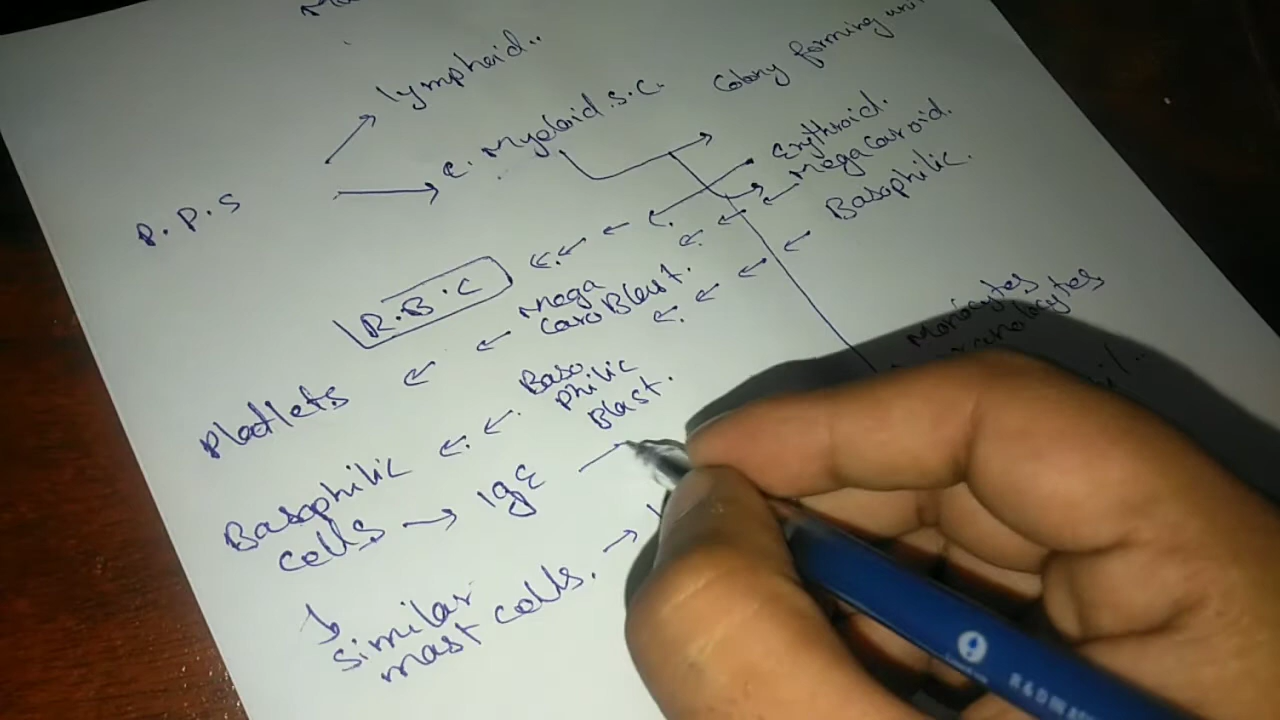 lymphoid..
Colony forming
P.P.S
e. Myeloid.S.C.
Erythroid.
Megacaroid.
Basophilic.
R.B.C
Mega
CaroBlast.
Platlets
Monocytes
Baso
Philic
Blast.
Basophilic
cells → IgE
Similar
mast cells.